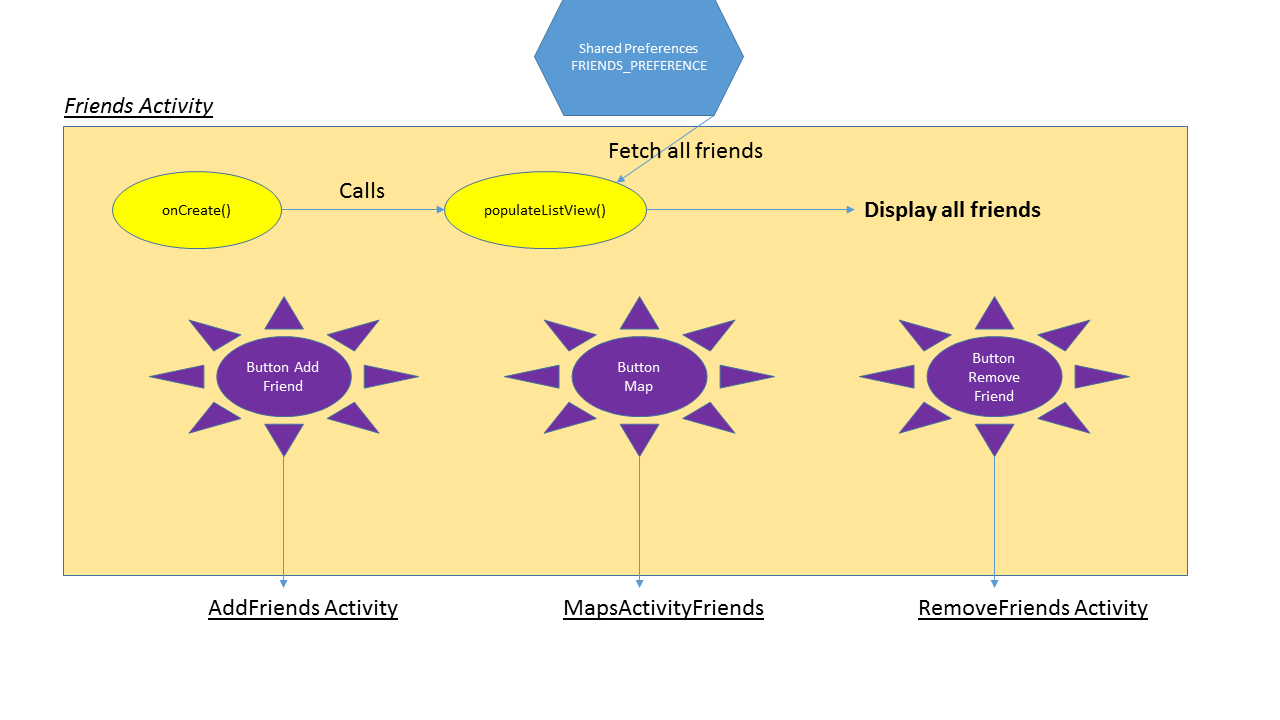 Shared Preferences
FRIENDS_PREFERENCE
Friends Activity
Fetch all friends
Calls
onCreate()
populateListView()
Display all friends
Button Add
Friend
Button
Map
Button
Remove
Friend
AddFriends Activity
MapsActivityFriends
RemoveFriends Activity